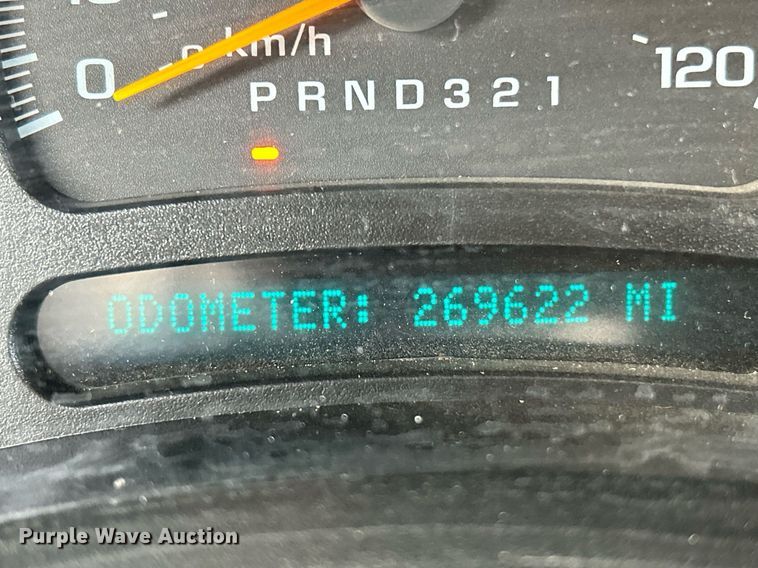 0 km/h
120
PRND321
ODOMETER: 269622 MI
Purple Wave Auction